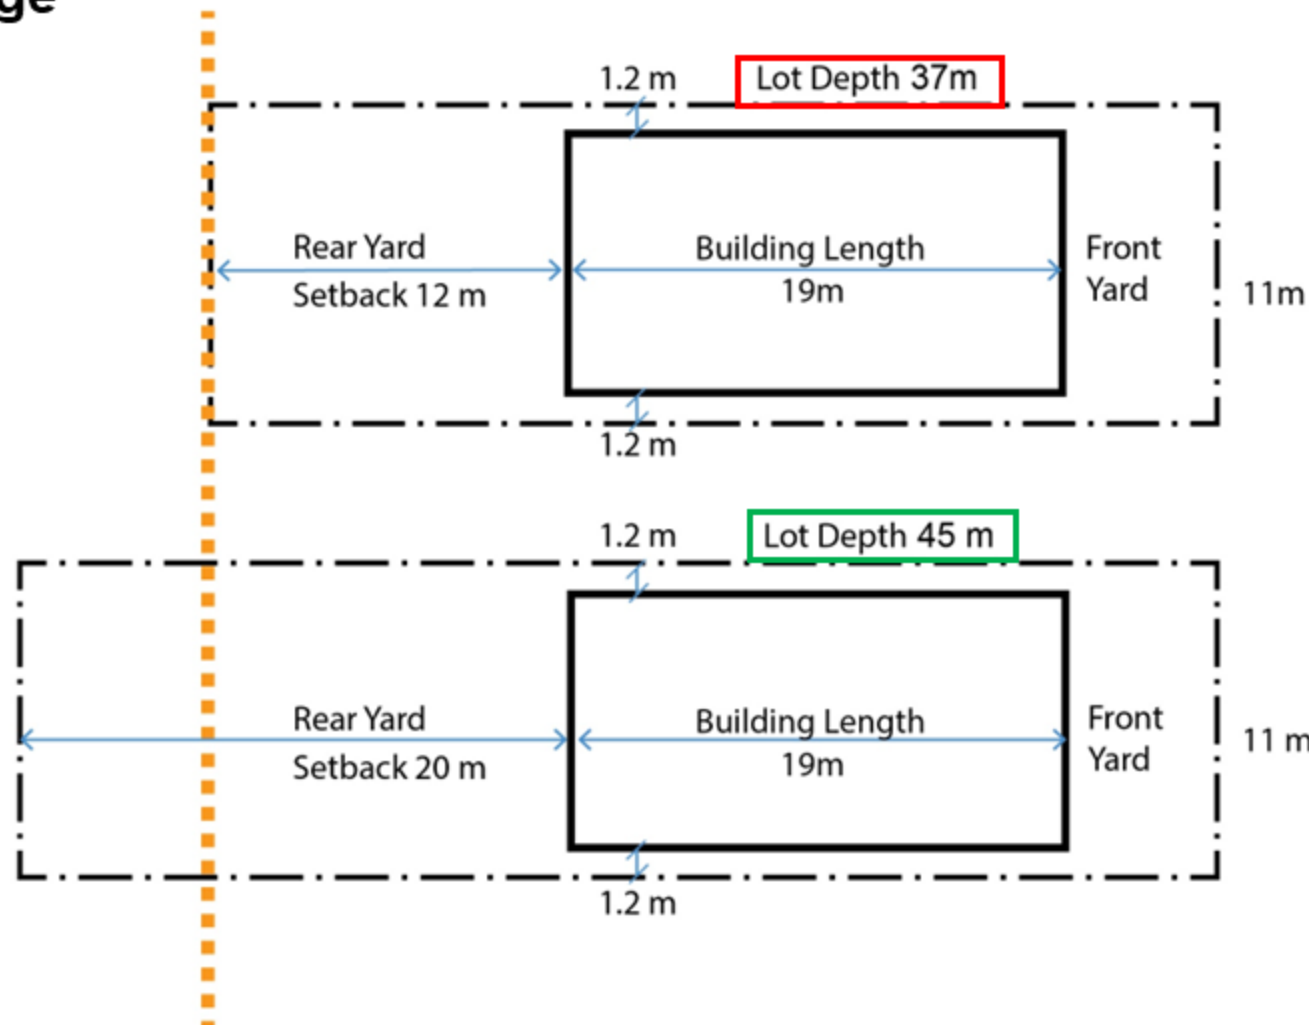 ge
1.2 m
Lot Depth 37m
Rear Yard
Setback 12 m
Building Length
19m
Front
Yard
11m
1.2 m
1.2 m
Lot Depth 45 m
Rear Yard
Setback 20 m
Building Length
19m
Front
Yard
11 m
1.2 m